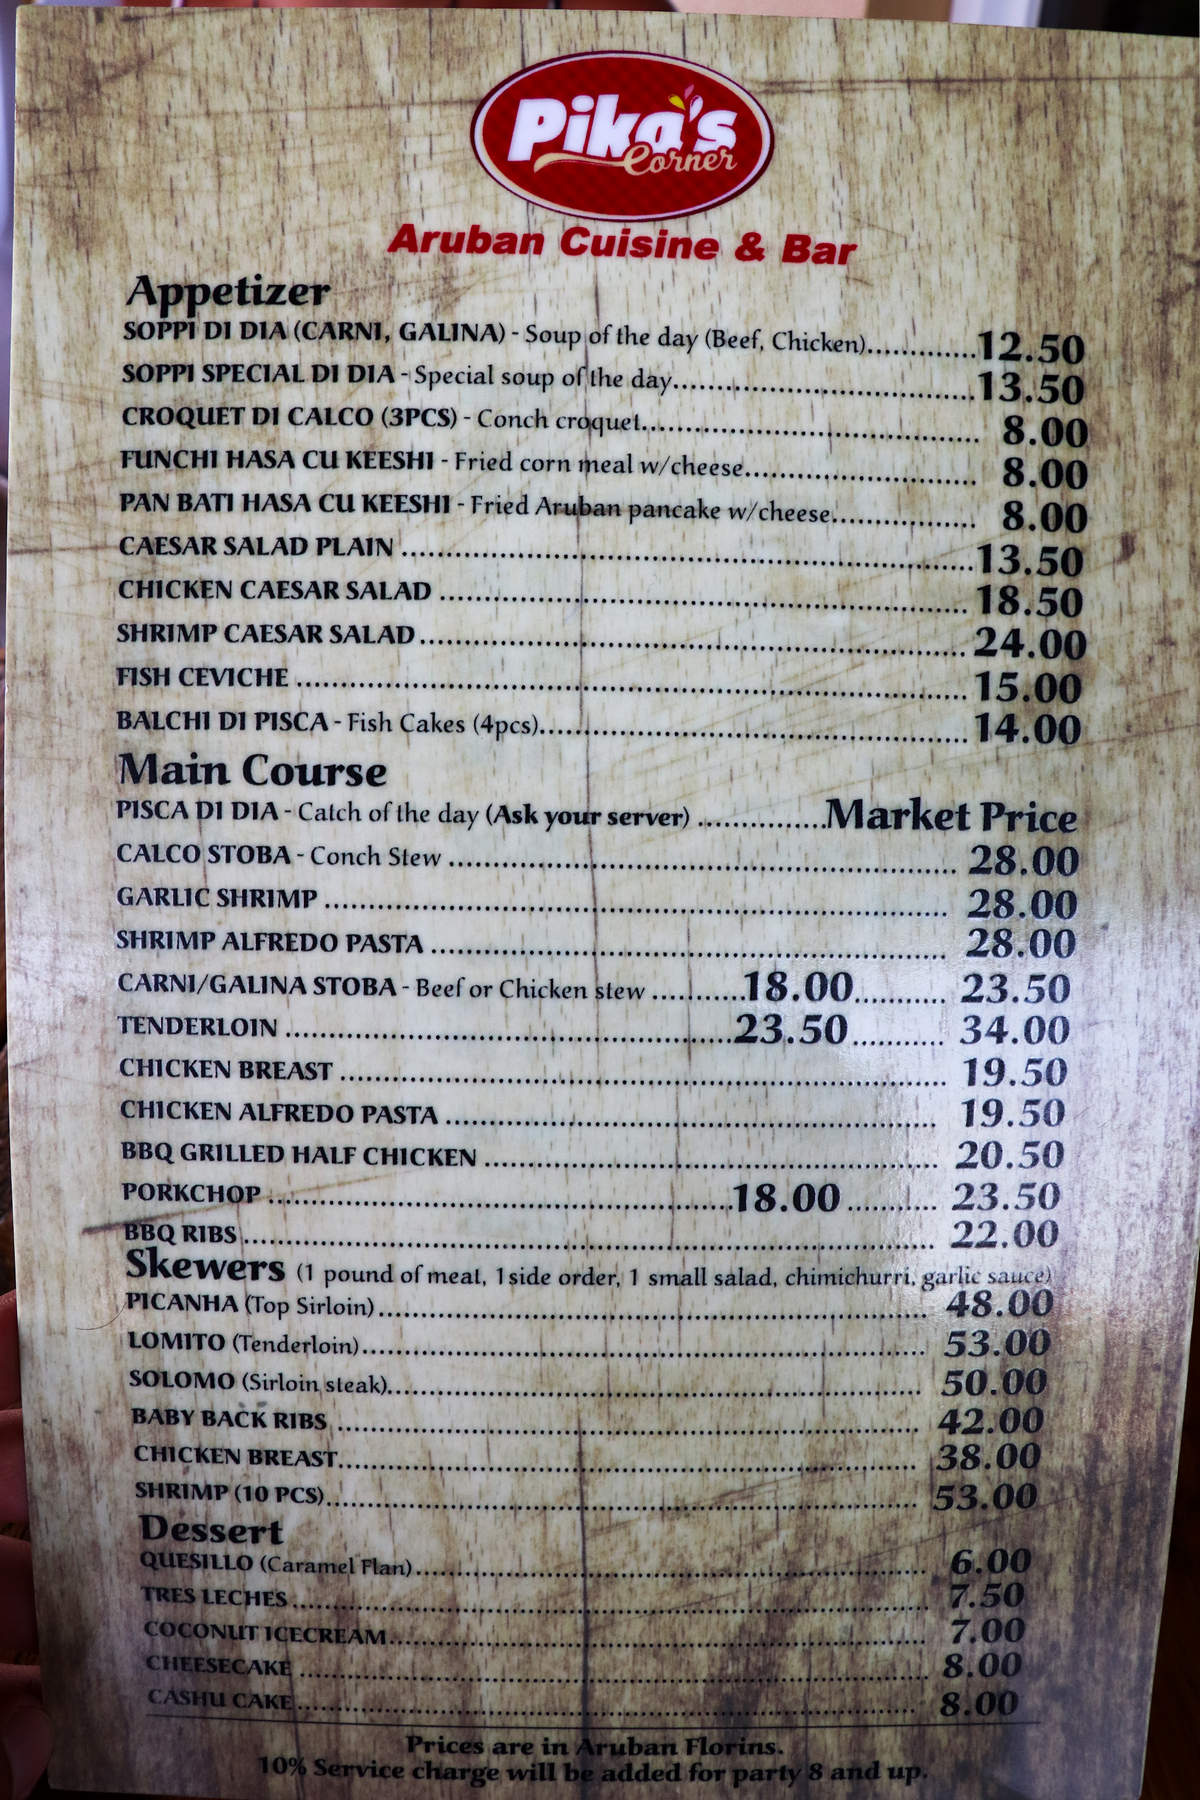 Pika's
Corner
Aruban Cuisine & Bar
Appetizer
SOPPI DI DIA (CARNI, GALINA) - Soup of the day (Beef, Chicken).............12.50
SOPPI SPECIAL DI DIA - Special soup of the day....................................13.50
CROQUET DI CALCO (3PCS) - Conch croquet........................................ 8.00
FUNCHI HASA CU KEESHI - Fried corn meal w/cheese........................... 8.00
PAN BATI HASA CU KEESHI - Fried Aruban pancake w/cheese................. 8.00
CAESAR SALAD PLAIN ....................................................................13.50
CHICKEN CAESAR SALAD ............................................................... 18.50
SHRIMP CAESAR SALAD................................................................. 24.00
FISH CEVICHE ................................................................................ 15.00
BALCHI DI PISCA - Fish Cakes (4pcs).................................................. 14.00
Main Course
PISCA DI DIA - Catch of the day (Ask your server) ...............Market Price
CALCO STOBA - Conch Stew ............................................................ 28.00
GARLIC SHRIMP .......................................................................... 28.00
SHRIMP ALFREDO PASTA ............................................................. 28.00
CARNI/GALINA STOBA - Beef or Chicken stew ...........18.00........... 23.50
TENDERLOIN .....................................................23.50........... 34.00
CHICKEN BREAST ........................................................................ 19.50
CHICKEN ALFREDO PASTA .......................................................... 19.50
BBQ GRILLED HALF CHICKEN ...................................................... 20.50
PORKCHOP .......................................................18.00 ........... 23.50
BBQ RIBS.................................................................................. 22.00
Skewers (1 pound of meat, 1 side order, 1 small salad, chimichurri, garlic sauce)
PICANHA (Top Sirloin)................................................................. 48.00
LOMITO (Tenderloin)................................................................... 53.00
SOLOMO (Sirloin steak)................................................................ 50.00
BABY BACK RIBS ........................................................................ 42.00
CHICKEN BREAST....................................................................... 38.00
SHRIMP (10 PCS)........................................................................ 53.00
Dessert
QUESILLO (Caramel Flan)............................................................. 6.00
TRES LECHES............................................................................ 7.50
COCONUT ICECREAM................................................................. 7.00
CHEESECAKE ............................................................................ 8.00
CASHU CAKE............................................................................. 8.00
Prices are in Aruban Florins.
10% Service charge will be added for party 8 and up.